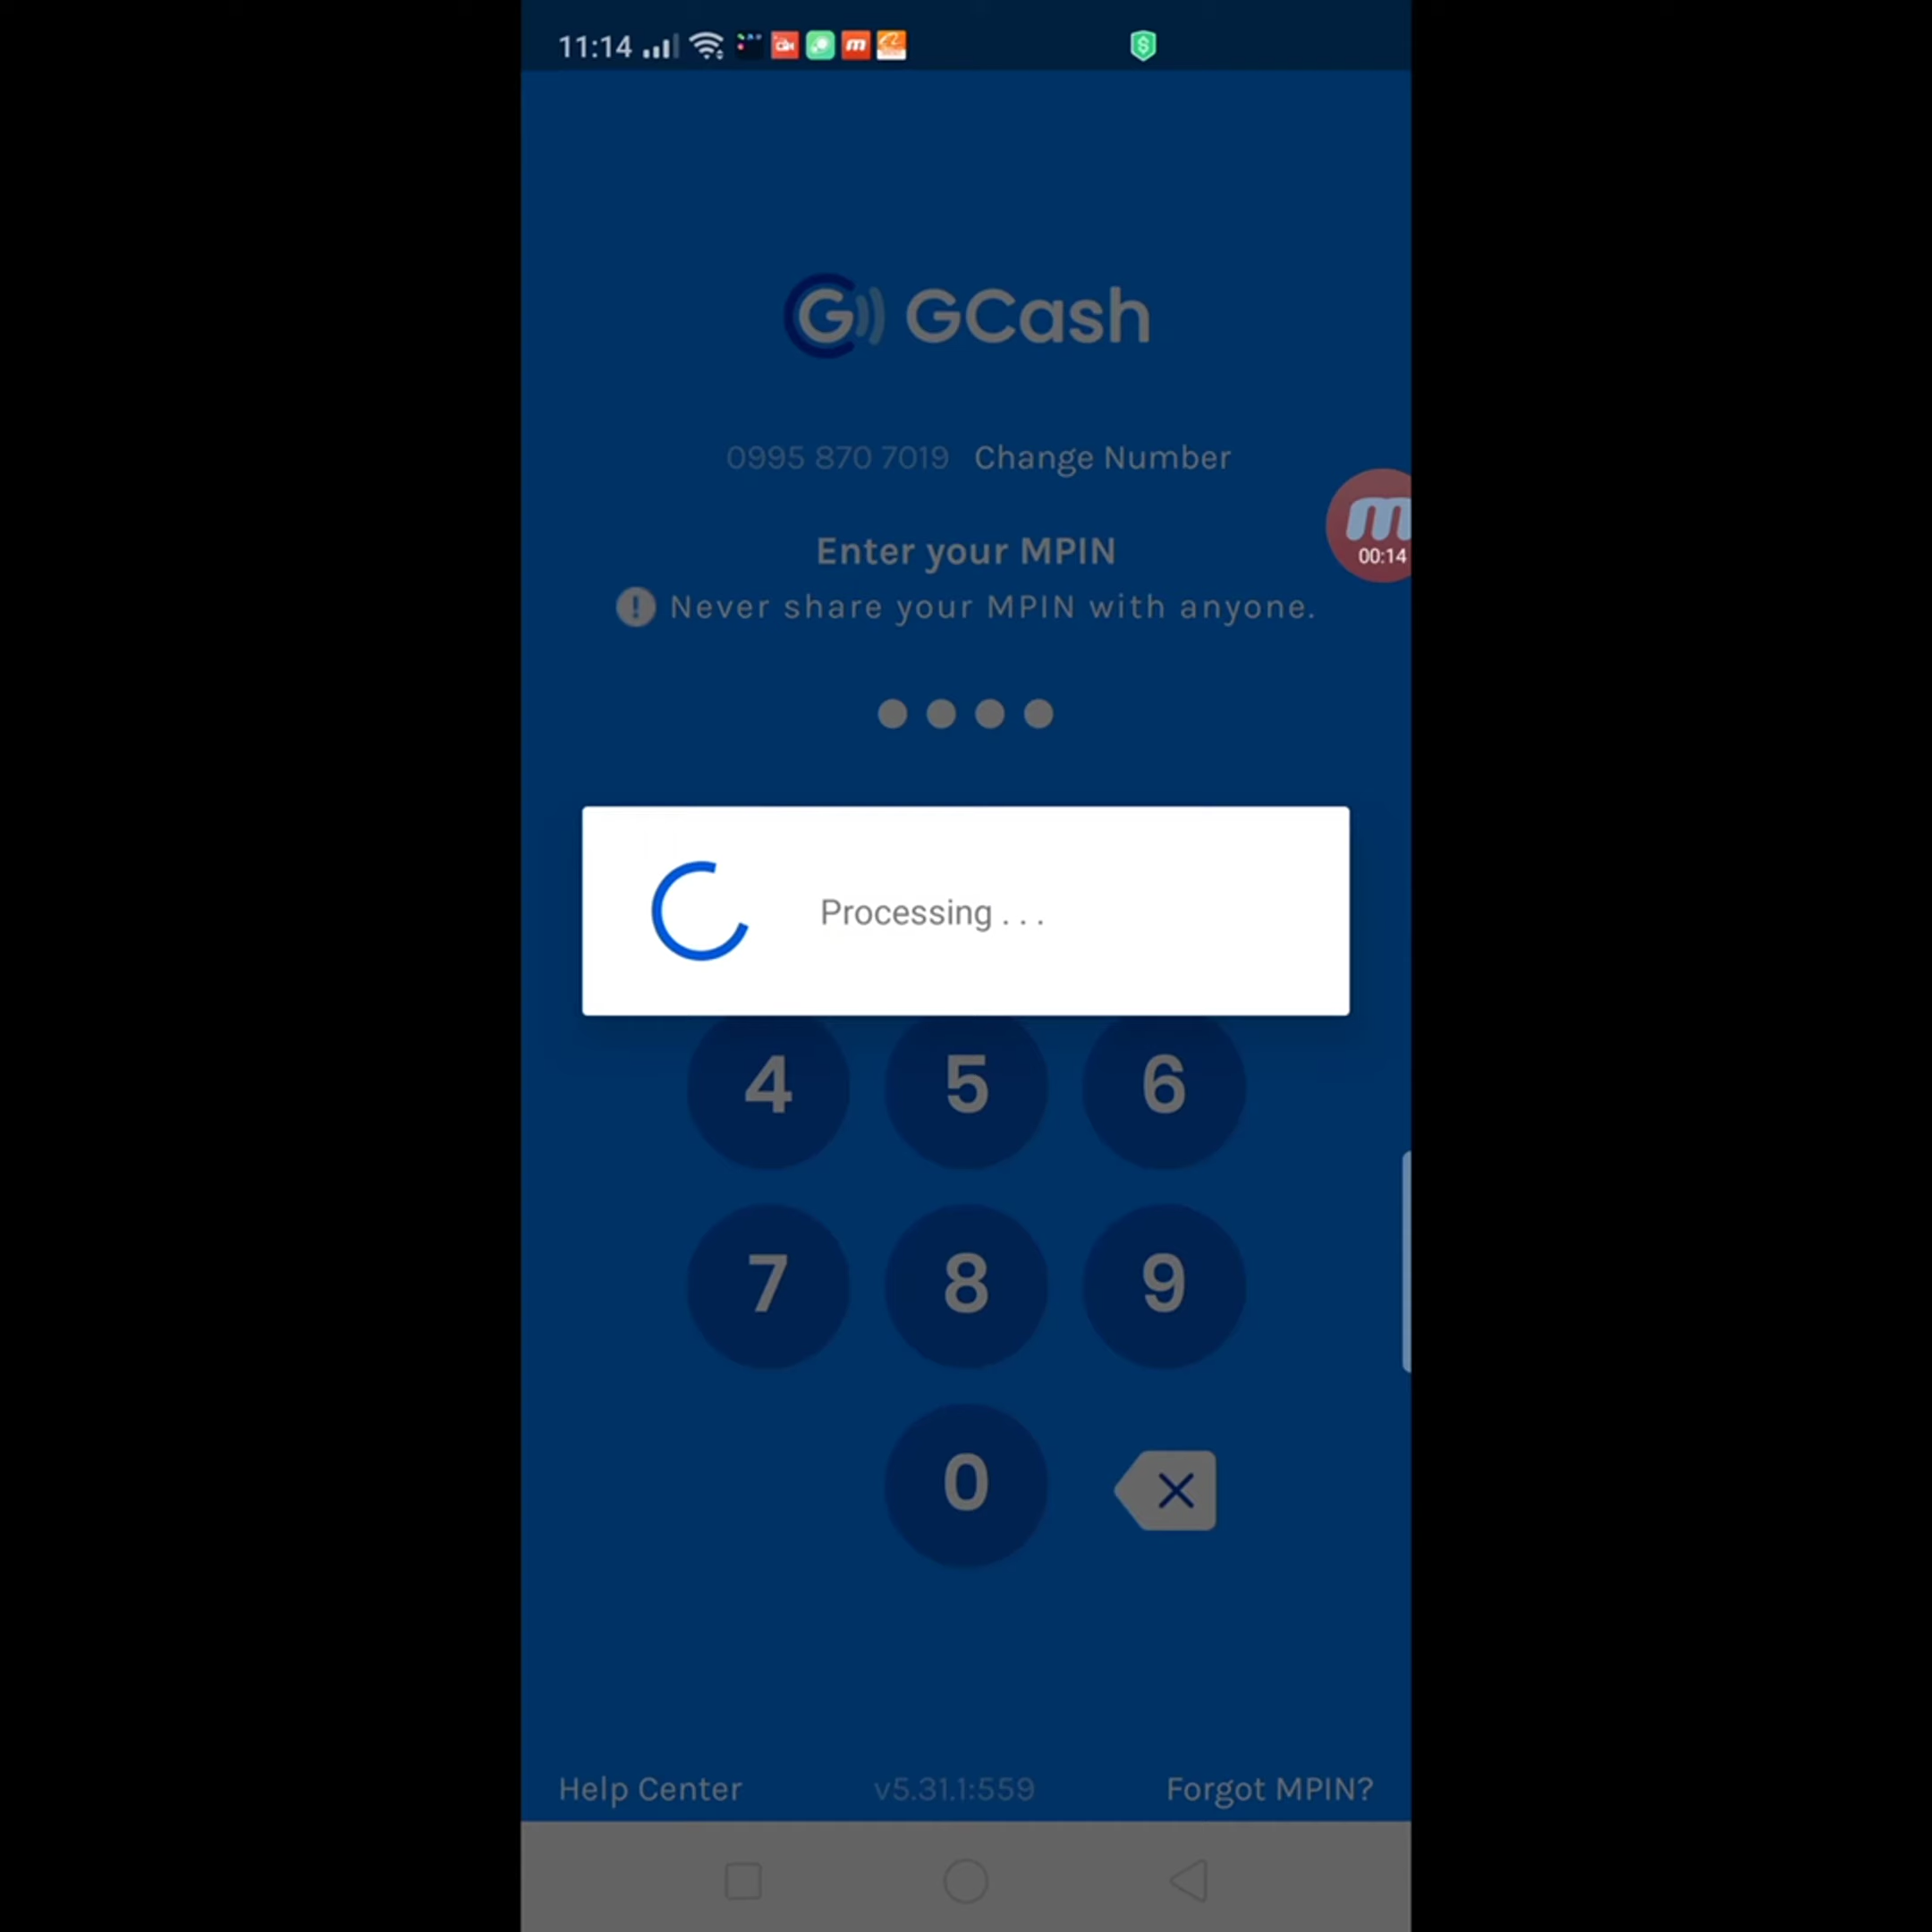 11:14
GCash
0995 870 7019 Change Number
Enter your MPIN
00:14
Never share your MPIN with anyone.
Processing . . .
4 5 6
7 8 9
0
Help Center v5.31.1:559 Forgot MPIN?